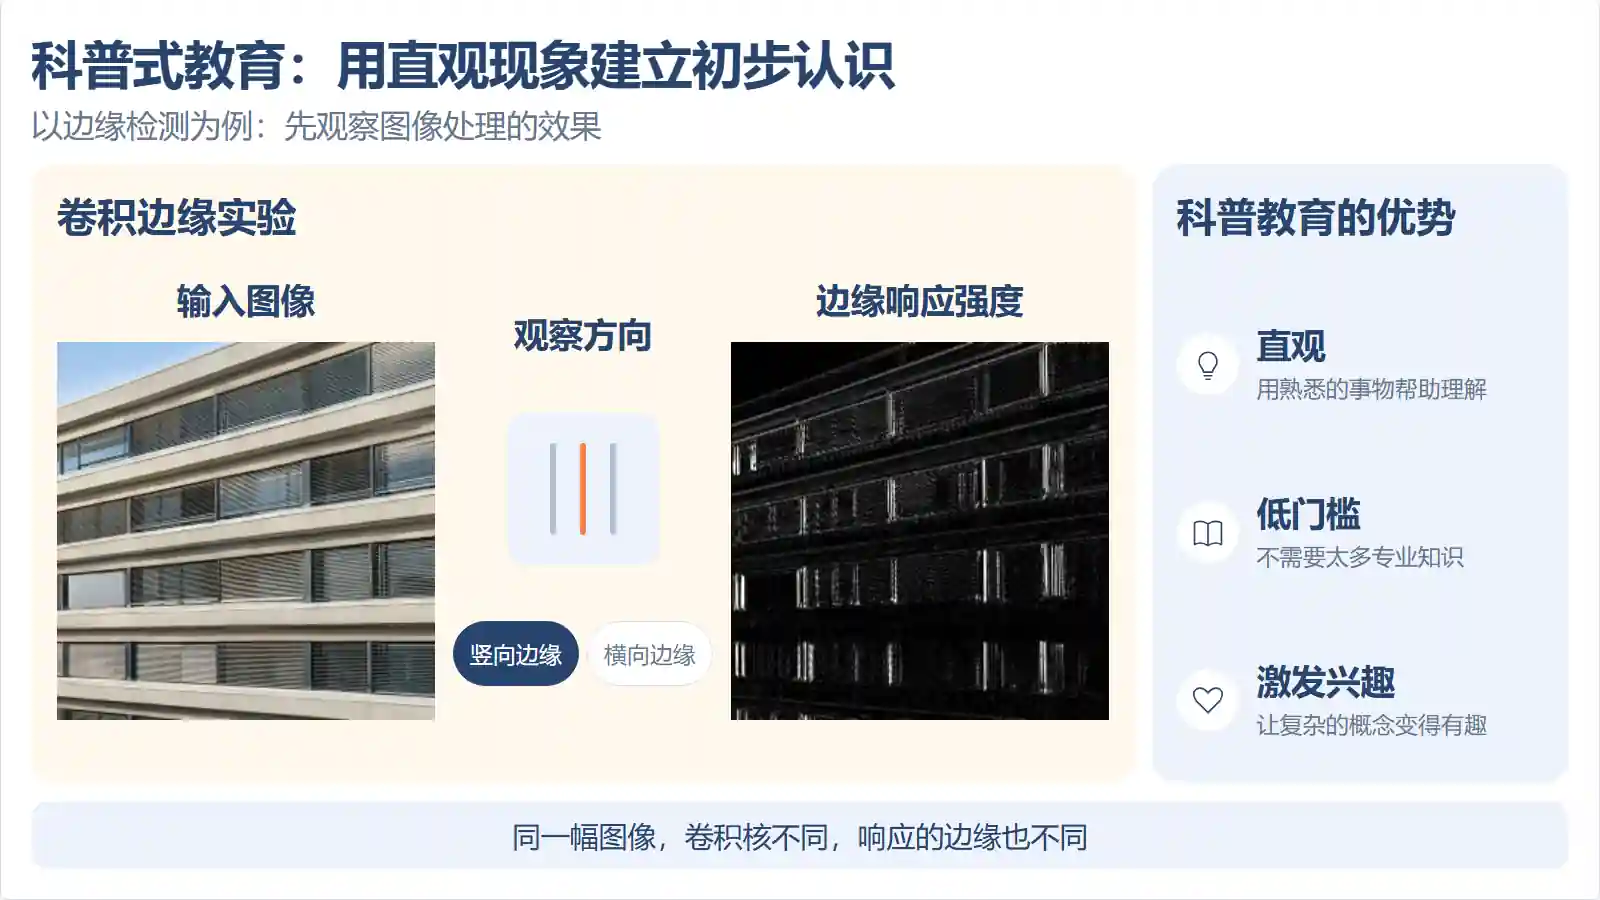 科普式教育：用直观现象建立初步认识
以边缘检测为例：先观察图像处理的效果
卷积边缘实验
输入图像
观察方向
竖向边缘
横向边缘
边缘响应强度
科普教育的优势
直观
用熟悉的事物帮助理解
低门槛
不需要太多专业知识
激发兴趣
让复杂的概念变得有趣
同一幅图像，卷积核不同，响应的边缘也不同